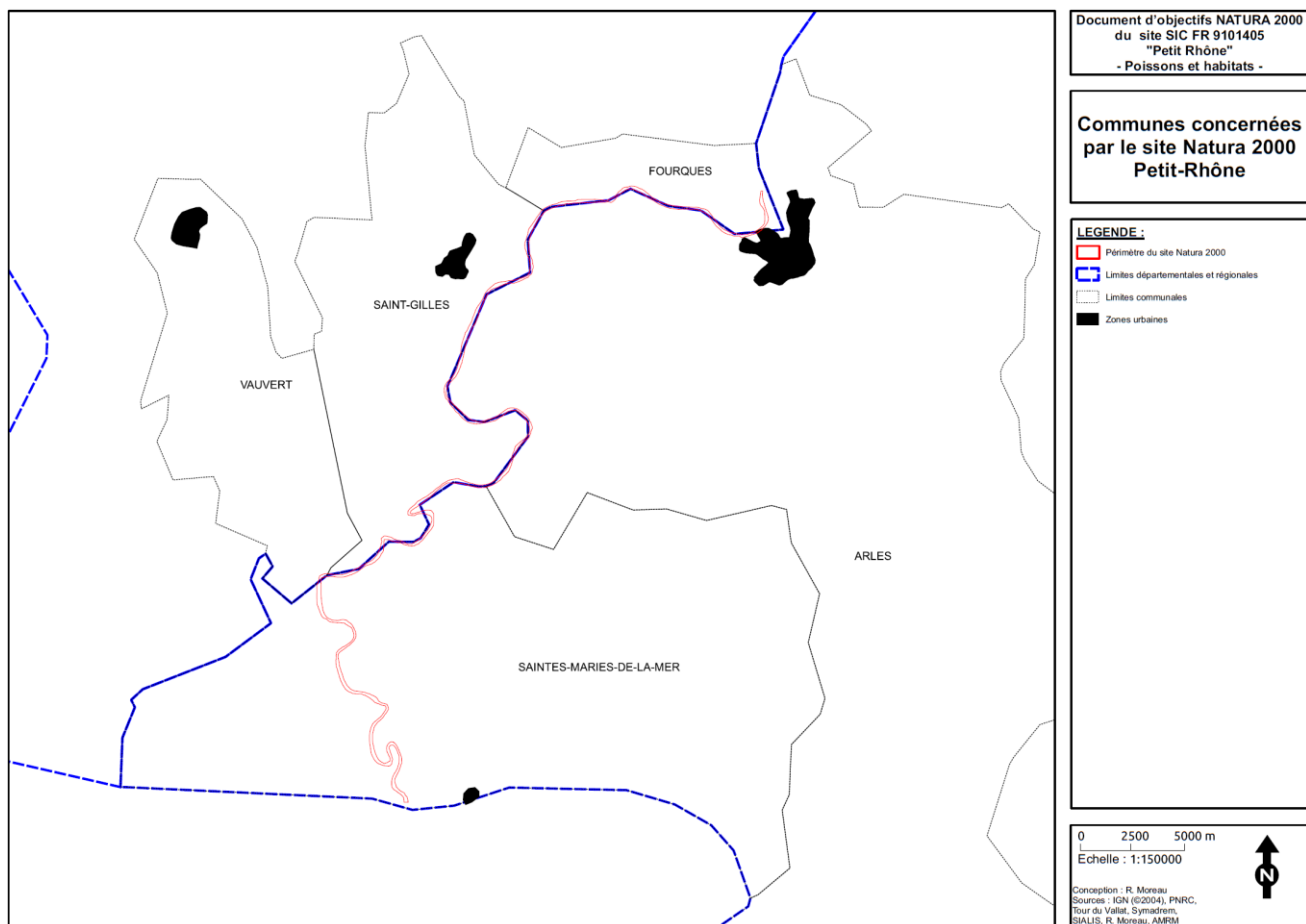 Document d'objectifs NATURA 2000
du site SIC FR 9101405
"Petit Rhône"
- Poissons et habitats -
Communes concernées
par le site Natura 2000
Petit-Rhône
LEGENDE :
Périmètre du site Natura 2000
Limites départementales et régionales
Limites communales
Zones urbaines
FOURQUES
SAINT-GILLES
VAUVERT
ARLES
SAINTES-MARIES-DE-LA-MER
0 2500 5000 m
Echelle : 1:150000
N
Conception : R. Moreau
Sources : IGN (©2004), PNRC,
Tour du Vallat, Symadrem,
SIALIS, R. Moreau, AMRM